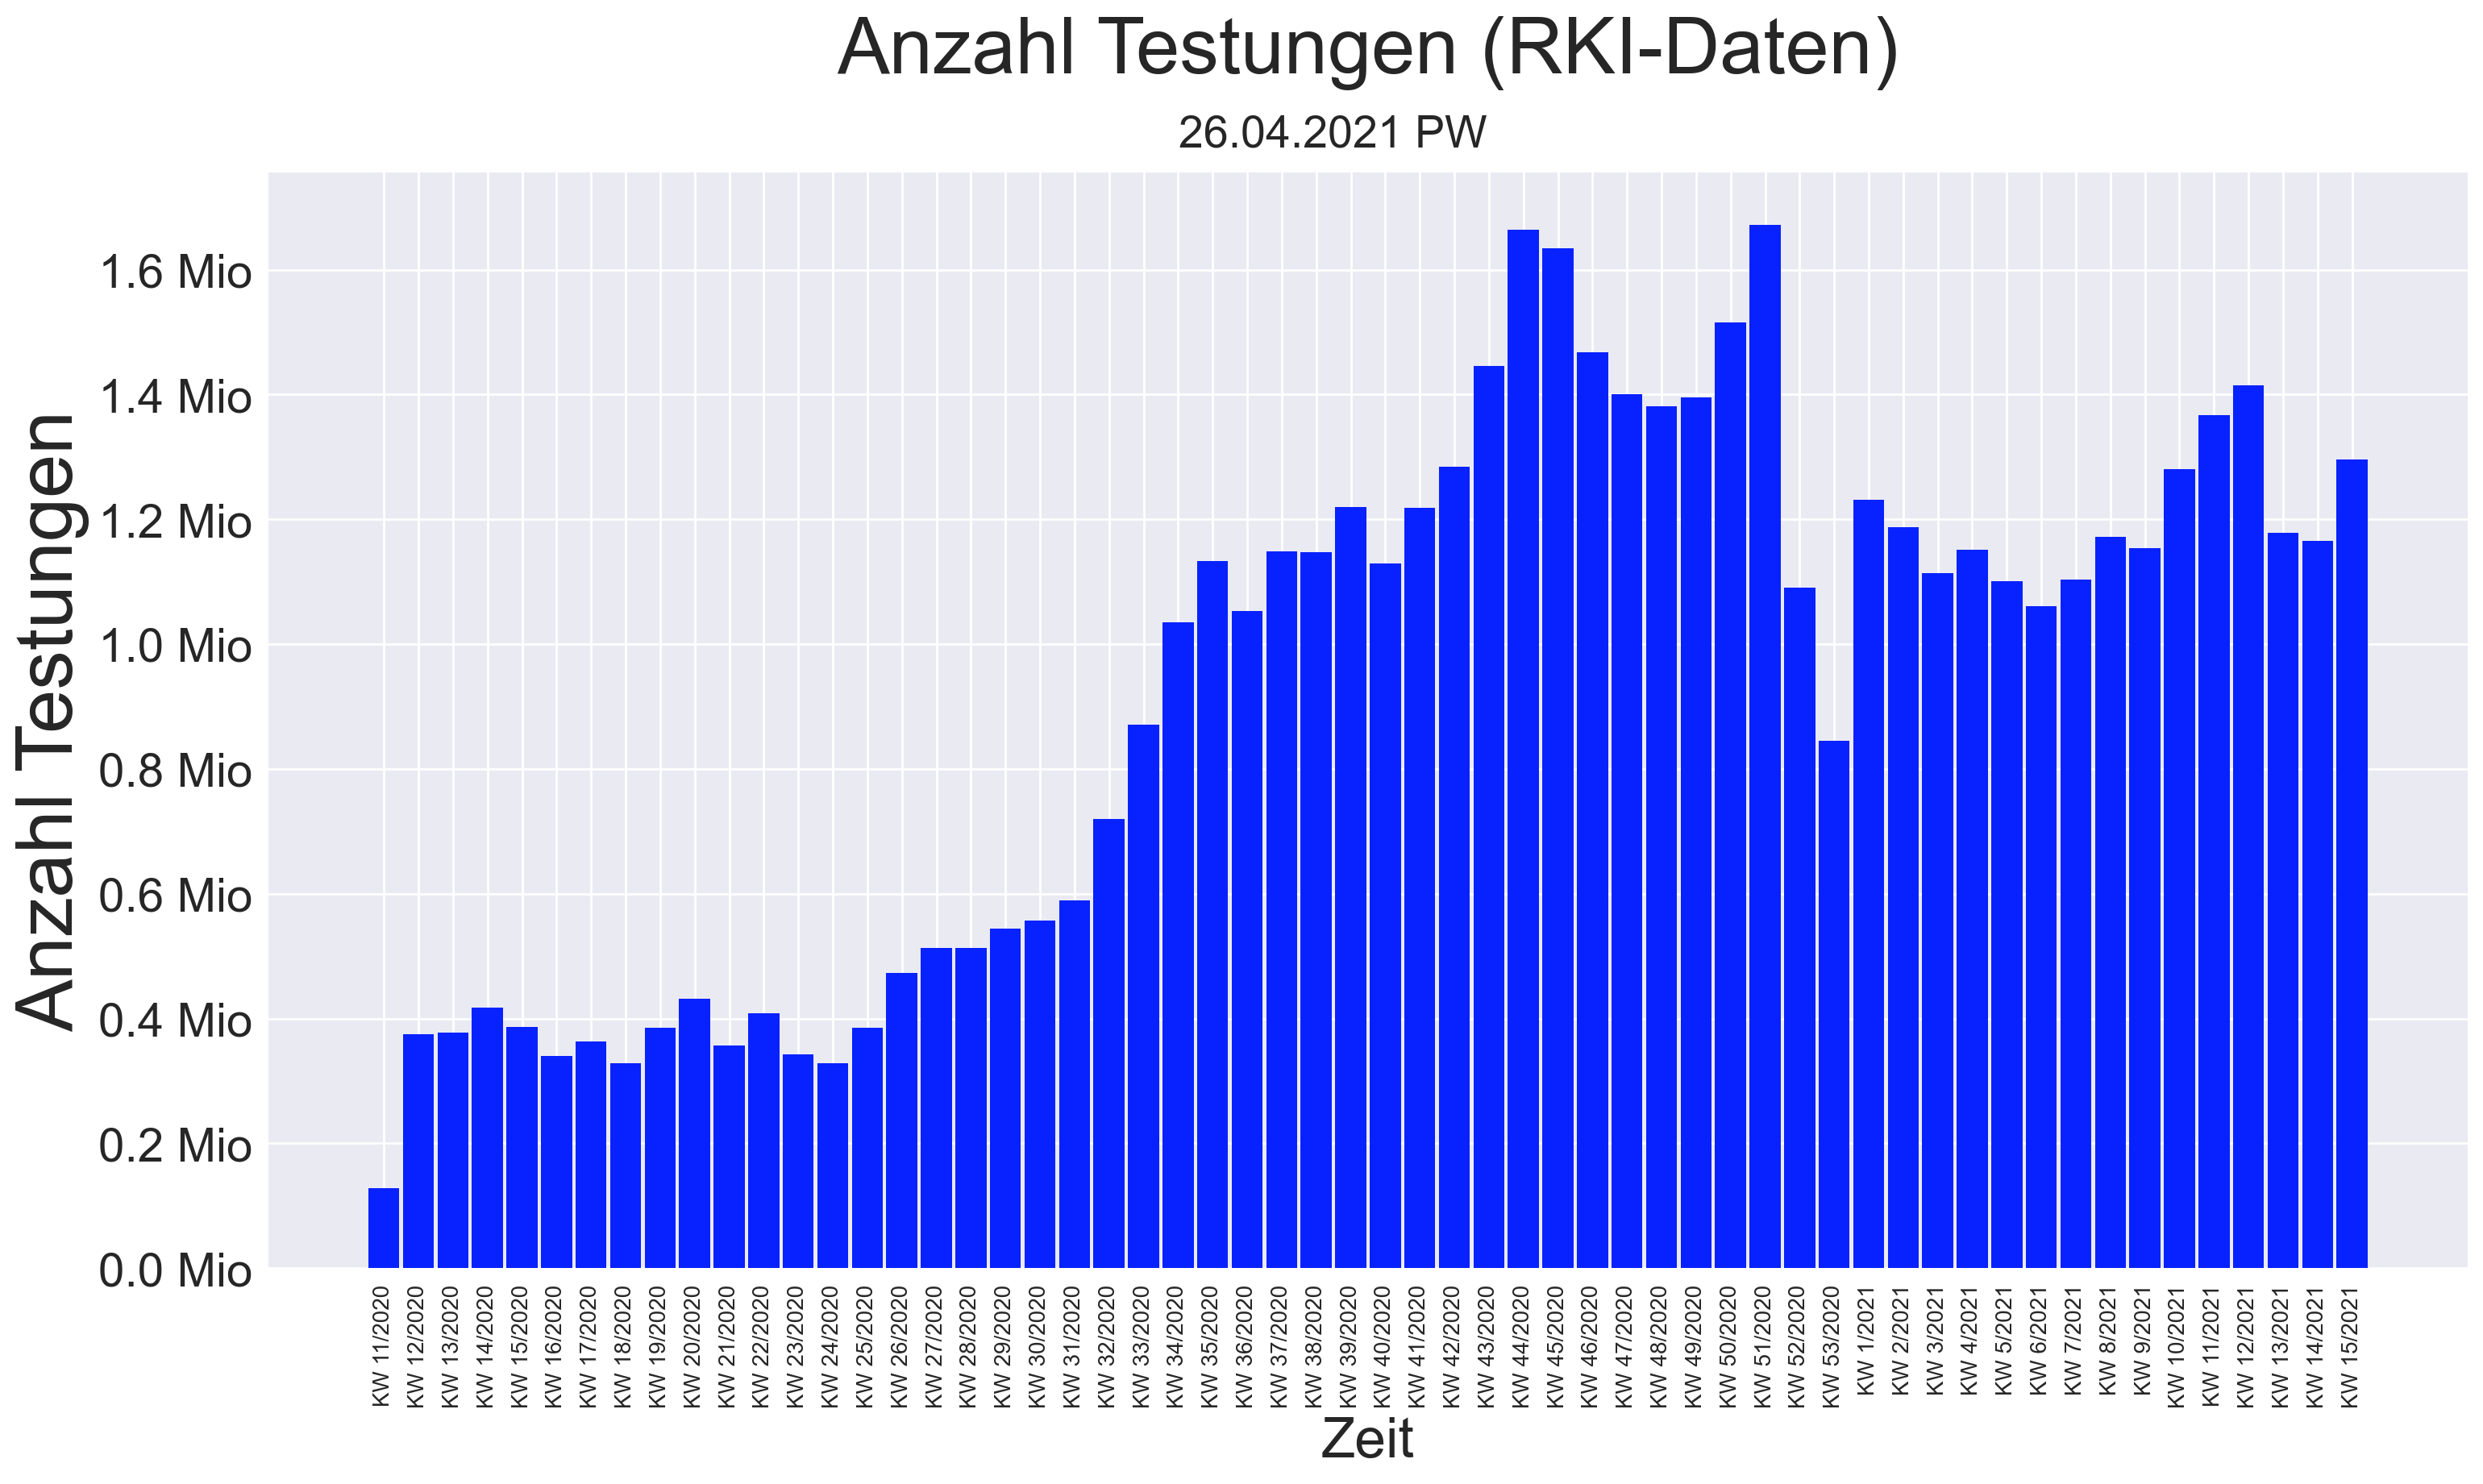 Anzahl Testungen (RKI-Daten)
26.04.2021 PW
Anzahl Testungen
1.6 Mio
1.4 Mio
1.2 Mio
1.0 Mio
0.8 Mio
0.6 Mio
0.4 Mio
0.2 Mio
0.0 Mio
KW 11/2020
KW 12/2020
KW 13/2020
KW 14/2020
KW 15/2020
KW 16/2020
KW 17/2020
KW 18/2020
KW 19/2020
KW 20/2020
KW 21/2020
KW 22/2020
KW 23/2020
KW 24/2020
KW 25/2020
KW 26/2020
KW 27/2020
KW 28/2020
KW 29/2020
KW 30/2020
KW 31/2020
KW 32/2020
KW 33/2020
KW 34/2020
KW 35/2020
KW 36/2020
KW 37/2020
KW 38/2020
KW 39/2020
KW 40/2020
KW 41/2020
KW 42/2020
KW 43/2020
KW 44/2020
KW 45/2020
KW 46/2020
KW 47/2020
KW 48/2020
KW 49/2020
KW 50/2020
KW 51/2020
KW 52/2020
KW 53/2020
KW 1/2021
KW 2/2021
KW 3/2021
KW 4/2021
KW 5/2021
KW 6/2021
KW 7/2021
KW 8/2021
KW 9/2021
KW 10/2021
KW 11/2021
KW 12/2021
KW 13/2021
KW 14/2021
KW 15/2021
Zeit